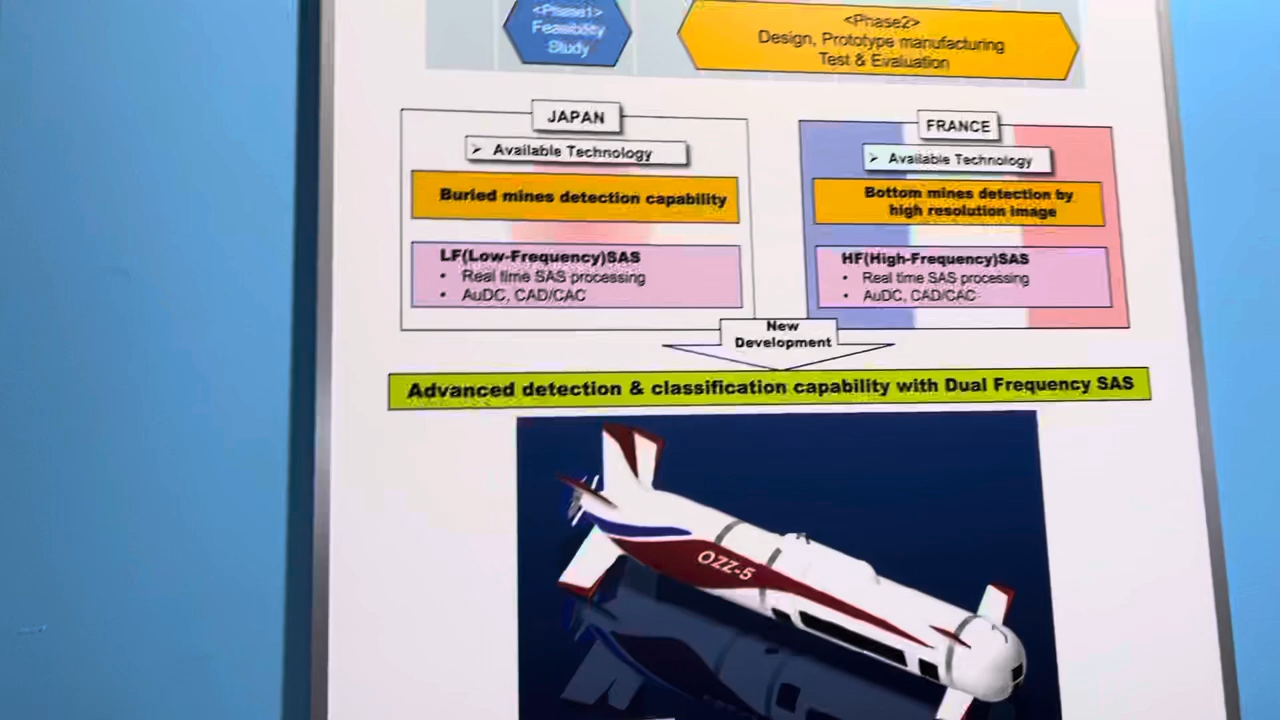 <Phase1>
Feasibility
Study
<Phase2>
Design, Prototype manufacturing
Test & Evaluation
JAPAN
➢ Available Technology
Buried mines detection capability
LF(Low-Frequency)SAS
• Real time SAS processing
• AuDC, CAD/CAC
FRANCE
➢ Available Technology
Bottom mines detection by
high resolution image
HF(High-Frequency)SAS
• Real time SAS processing
• AuDC, CAD/CAC
New
Development
Advanced detection & classification capability with Dual Frequency SAS
OZZ-5